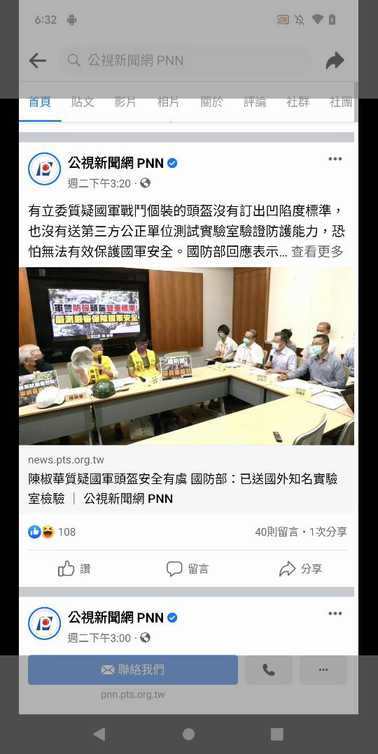 6:32
公視新聞網 PNN
首頁 貼文 影片 相片 關於 評論 社群 社團
公視新聞網 PNN
週二下午3:20
有立委質疑國軍戰鬥個裝的頭盔沒有訂出凹陷度標準，
也沒有送第三方公正單位測試實驗室驗證防護能力，恐
怕無法有效保護國軍安全。國防部回應表示... 查看更多
news.pts.org.tw
陳椒華質疑國軍頭盔安全有虞 國防部：已送國外知名實驗
室檢驗 ｜ 公視新聞網 PNN
108
40則留言・1次分享
讚 留言 分享
公視新聞網 PNN
週二下午3:00
聯絡我們
pnn.pts.org.tw